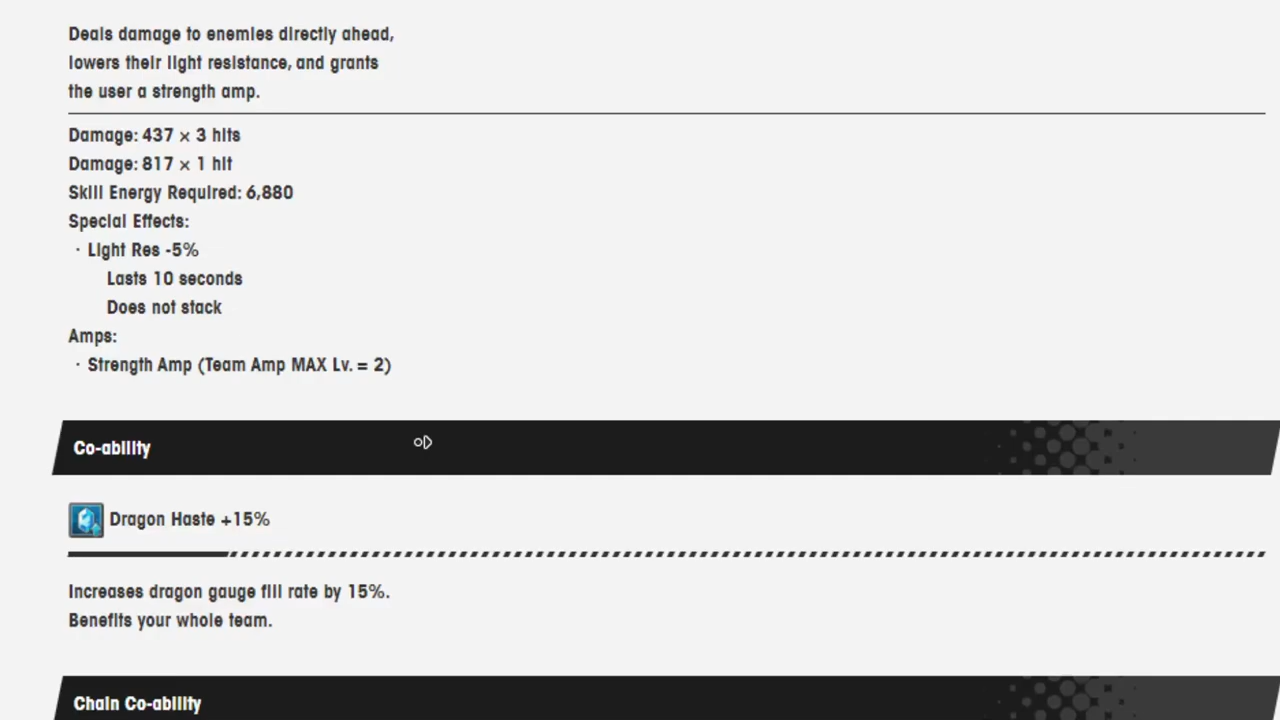 Deals damage to enemies directly ahead,
lowers their light resistance, and grants
the user a strength amp.
Damage: 437 × 3 hits
Damage: 817 × 1 hit
Skill Energy Required: 6,880
Special Effects:
· Light Res -5%
Lasts 10 seconds
Does not stack
Amps:
· Strength Amp (Team Amp MAX Lv. = 2)
Co-ability
Dragon Haste +15%
Increases dragon gauge fill rate by 15%.
Benefits your whole team.
Chain Co-ability